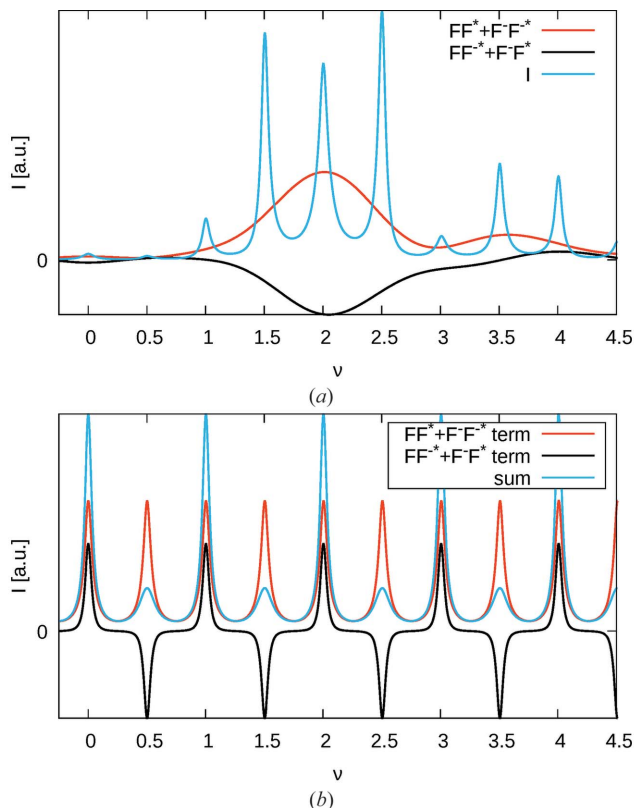 I [a.u.]
FF*+F-F-*
FF-*+F-F*
I
0
0 0.5 1 1.5 2 2.5 3 3.5 4 4.5
ν
(a)
I [a.u.]
FF*+F-F-* term
FF-*+F-F* term
sum
0
0 0.5 1 1.5 2 2.5 3 3.5 4 4.5
ν
(b)